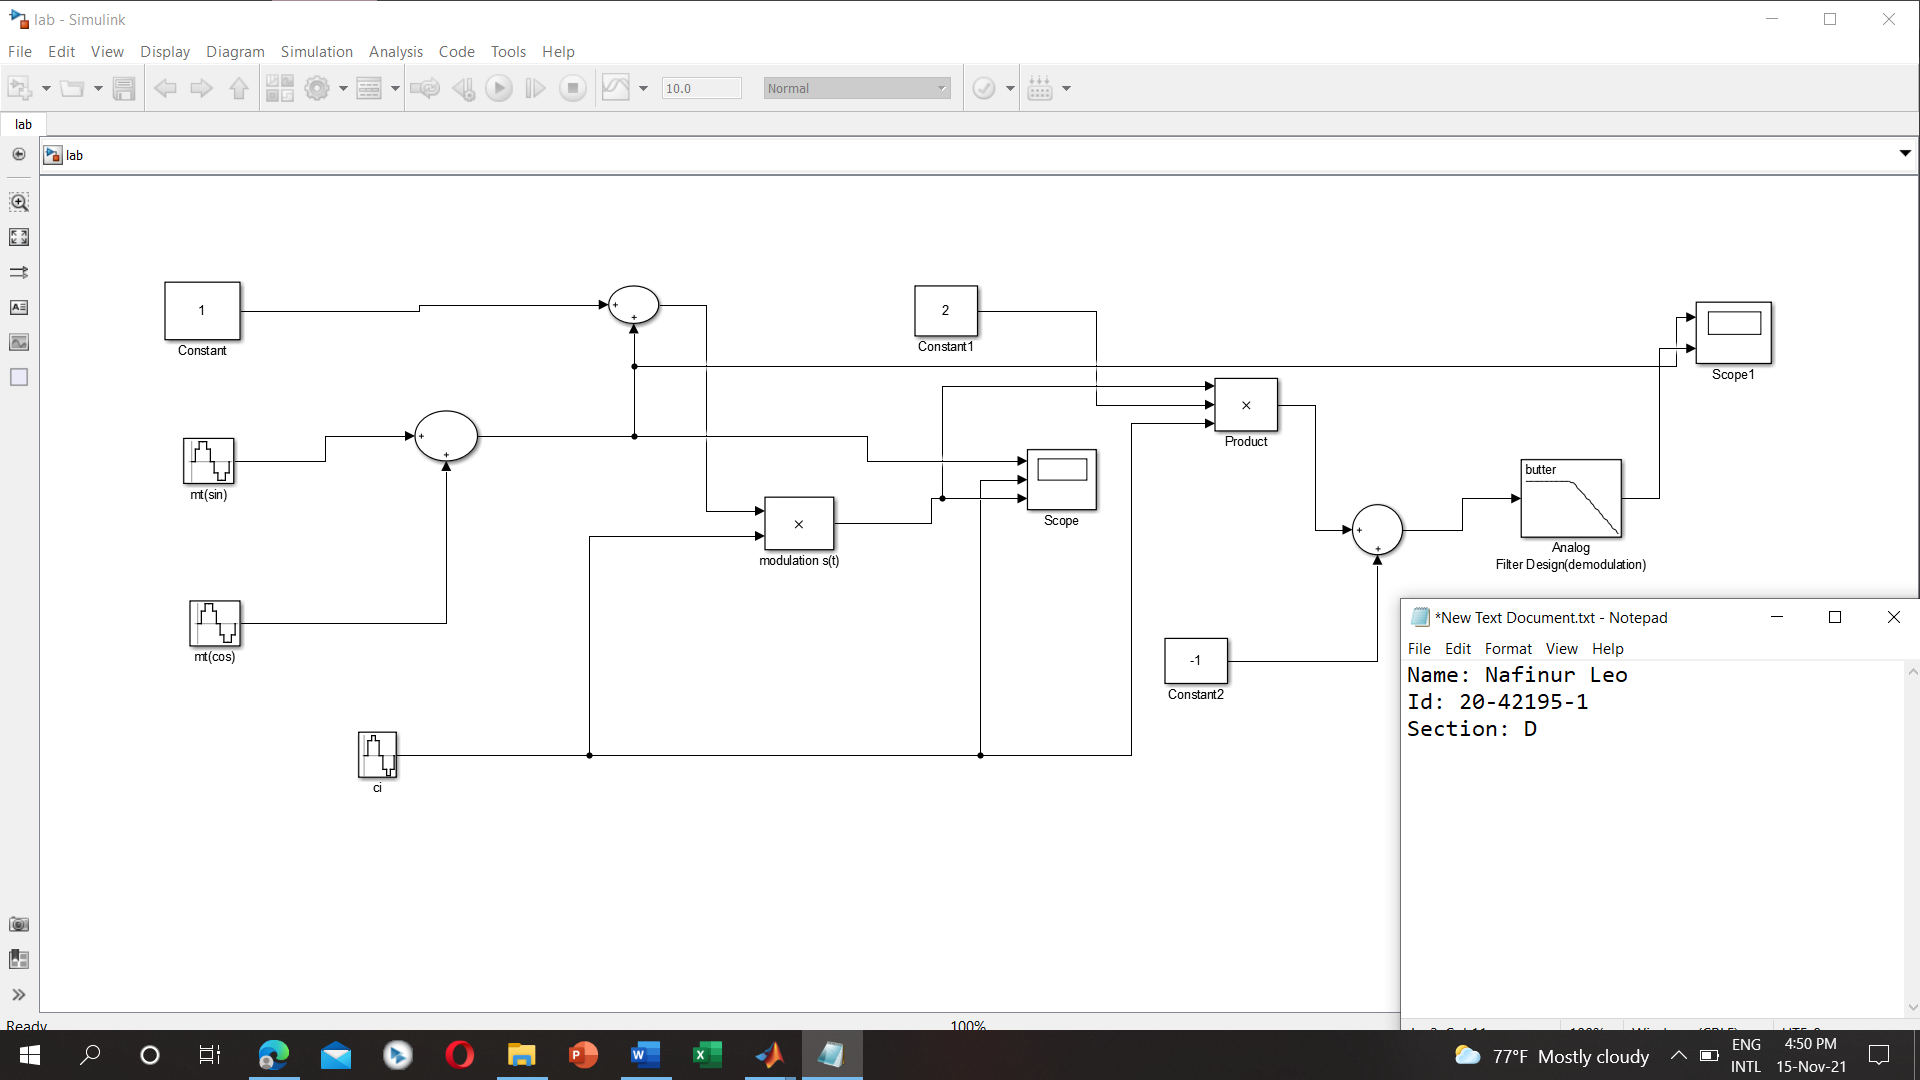 lab - Simulink
File Edit View Display Diagram Simulation Analysis Code Tools Help
10.0
Normal
lab
lab
1
Constant
2
Constant1
Scope1
×
Product
mt(sin)
Scope
×
modulation s(t)
butter
Analog
Filter Design(demodulation)
mt(cos)
-1
Constant2
ci
*New Text Document.txt - Notepad
File Edit Format View Help
Name: Nafinur Leo
Id: 20-42195-1
Section: D
Ready
100%
77°F Mostly cloudy
ENG
INTL
4:50 PM
15-Nov-21